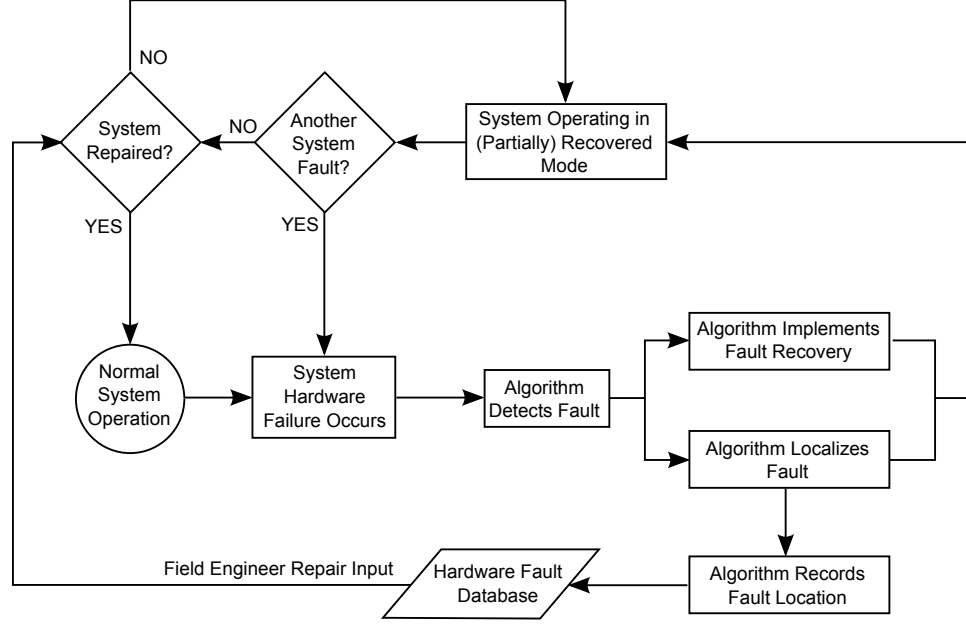 NO
System
Repaired?
NO
Another
System
Fault?
System Operating in
(Partially) Recovered
Mode
YES
YES
Normal
System
Operation
System
Hardware
Failure Occurs
Algorithm
Detects Fault
Algorithm Implements
Fault Recovery
Algorithm Localizes
Fault
Field Engineer Repair Input
Hardware Fault
Database
Algorithm Records
Fault Location